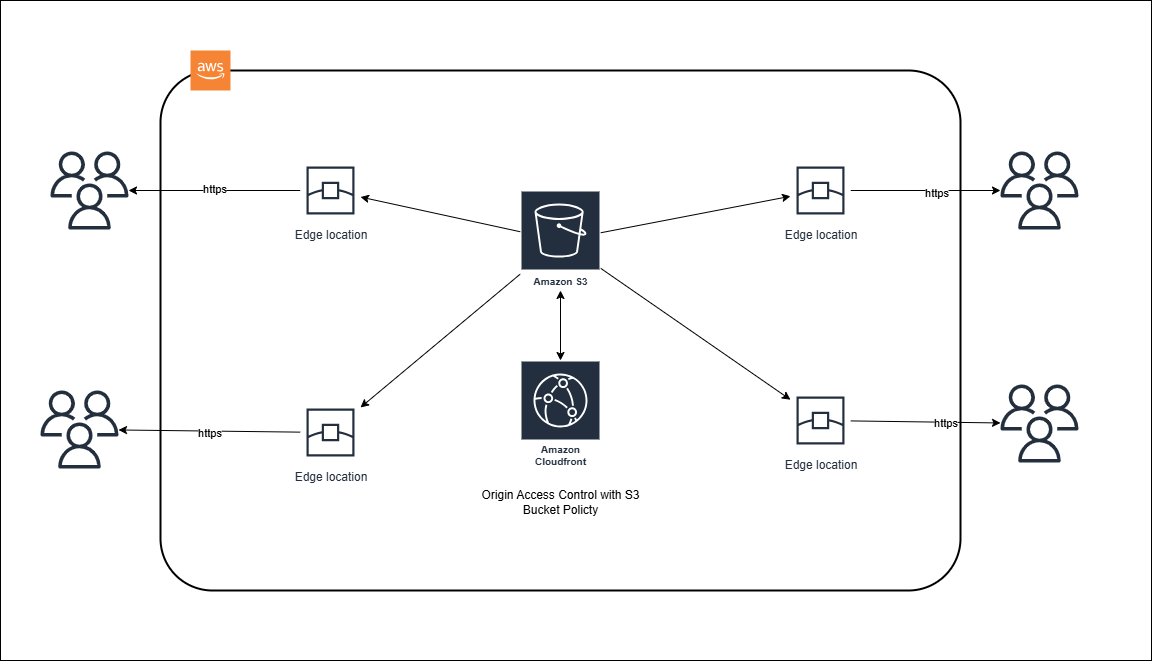 aws
https
https
Edge location
Edge location
Amazon S3
https
https
Amazon
Cloudfront
Edge location
Edge location
Origin Access Control with S3
Bucket Policty